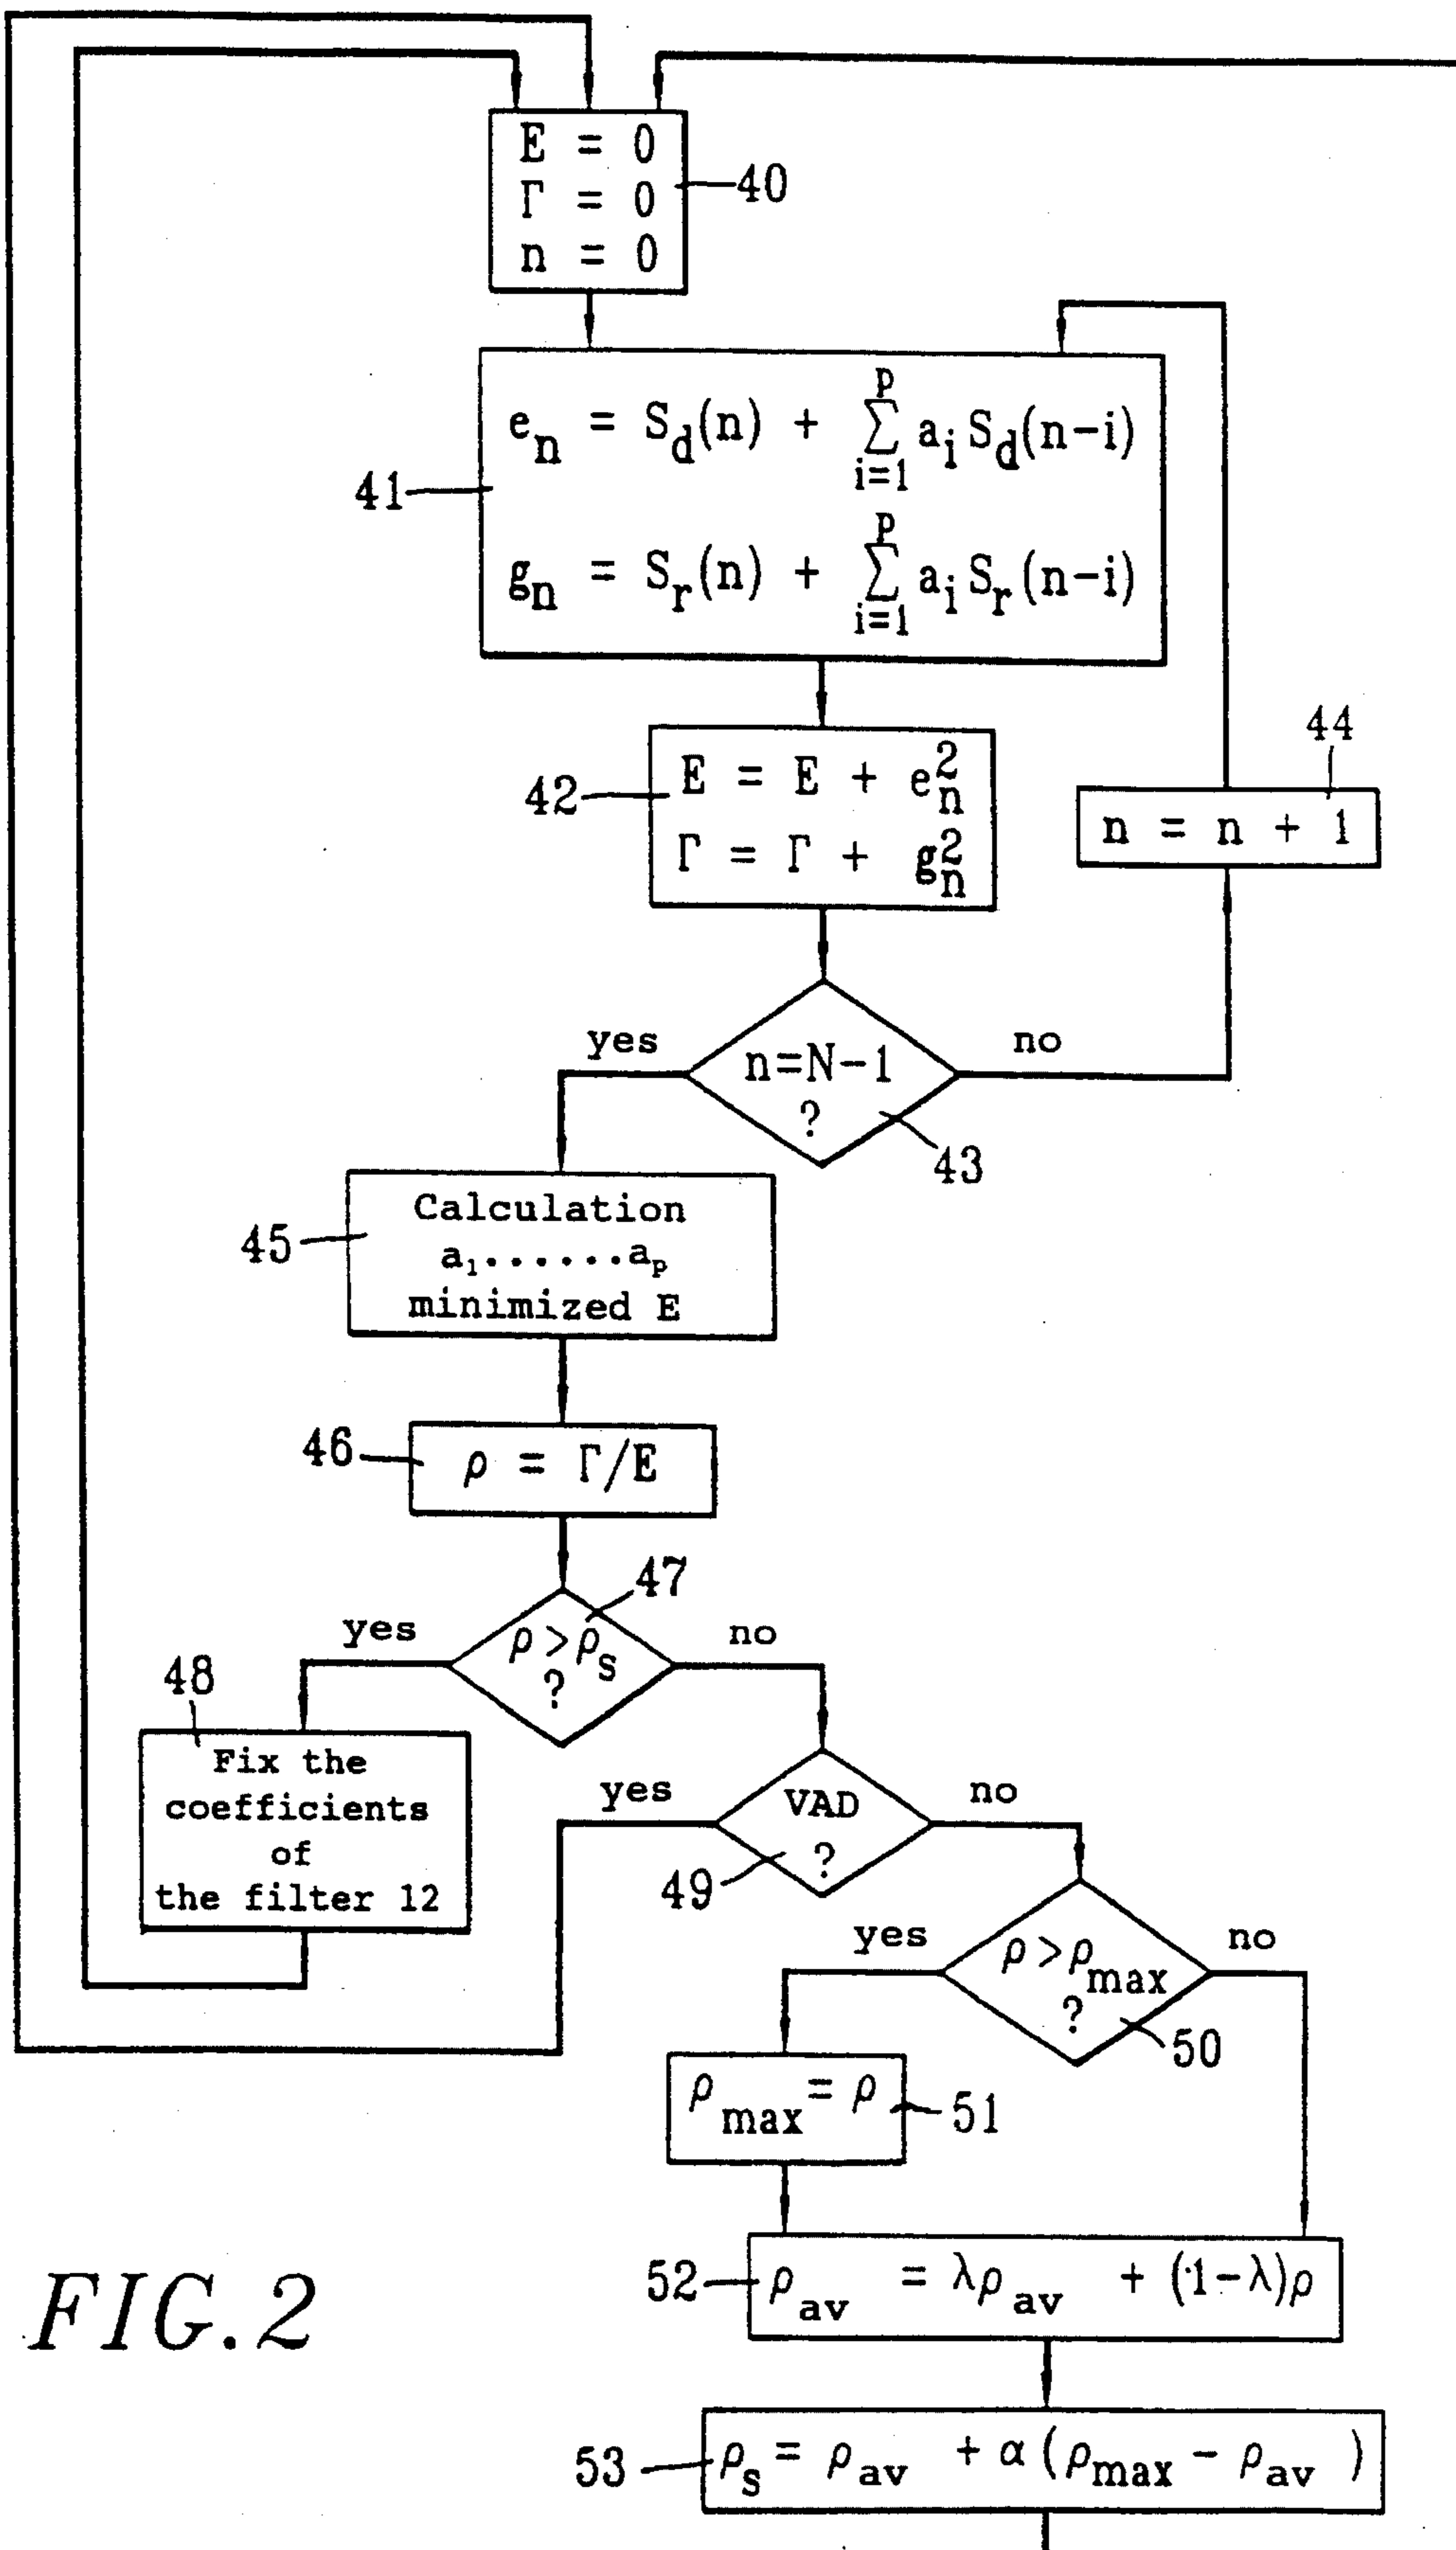 E = 0
Γ = 0
n = 0
40
e_n = S_d(n) + Σ_{i=1}^{p} a_i S_d(n-i)
41
g_n = S_r(n) + Σ_{i=1}^{p} a_i S_r(n-i)
42
E = E + e_n^2
Γ = Γ + g_n^2
44
n = n + 1
yes
n=N-1
?
no
43
45
Calculation
a_1......a_p
minimized E
46
ρ = Γ/E
47
yes
ρ > ρ_s
?
no
48
Fix the
coefficients
of
the filter 12
yes
VAD
?
no
49
yes
ρ > ρ_max
?
no
50
ρ_max = ρ
51
52
ρ_av = λρ_av + (1-λ)ρ
FIG.2
53
ρ_s = ρ_av + α(ρ_max - ρ_av)